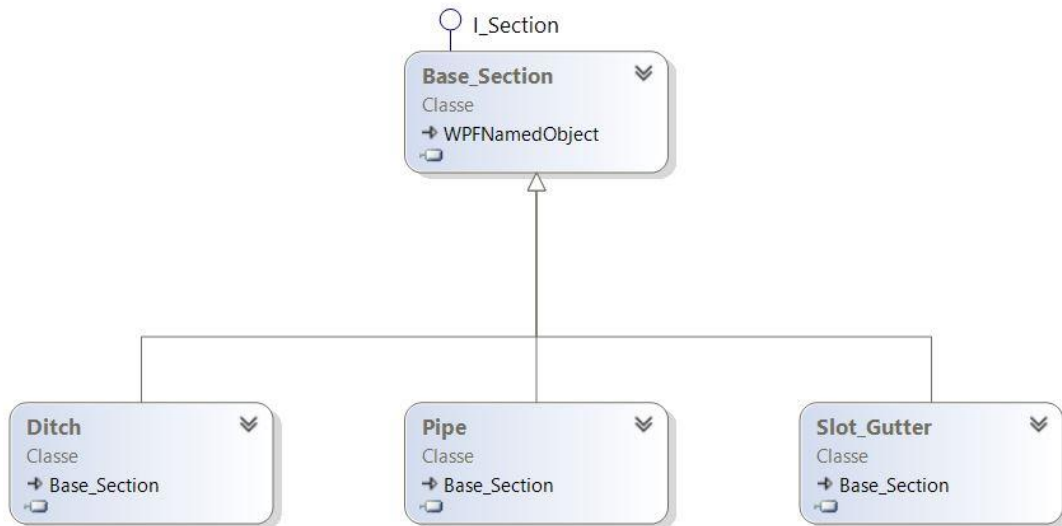 I_Section
Base_Section
Classe
WPFNamedObject
Ditch
Classe
Base_Section
Pipe
Classe
Base_Section
Slot_Gutter
Classe
Base_Section